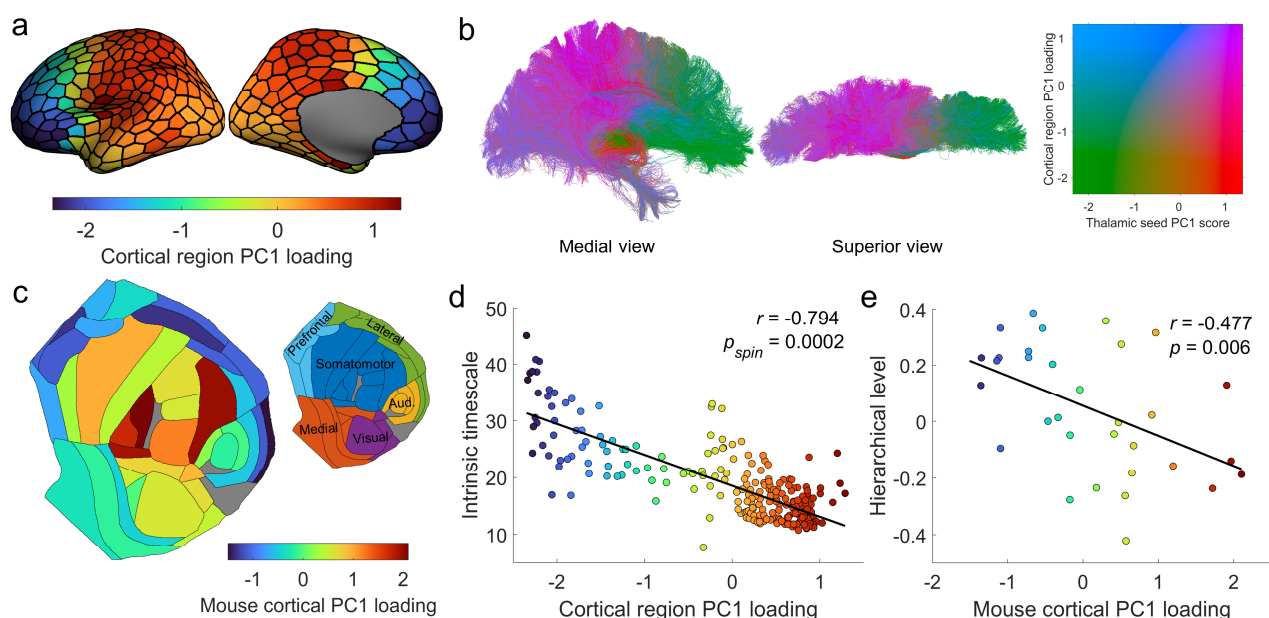 a
-2 -1 0 1
Cortical region PC1 loading
b
Medial view
Superior view
Cortical region PC1 loading
1
0
-1
-2
-2 -1 0 1
Thalamic seed PC1 score
c
Prefrontal
Lateral
Somatomotor
Aud.
Medial
Visual
-1 0 1 2
Mouse cortical PC1 loading
d
r = -0.794
p_spin = 0.0002
Intrinsic timescale
50
40
30
20
10
-2 -1 0 1
Cortical region PC1 loading
e
r = -0.477
p = 0.006
Hierarchical level
0.4
0.2
0
-0.2
-0.4
-2 -1 0 1 2
Mouse cortical PC1 loading